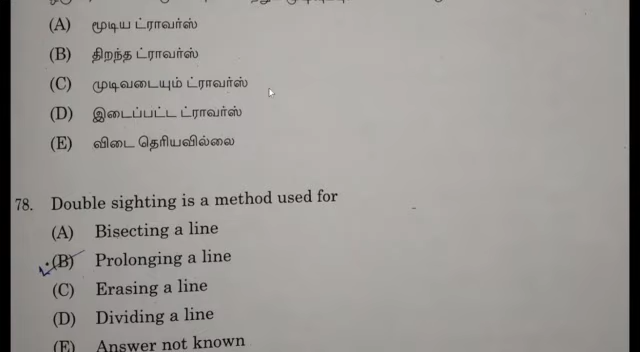 (A) மூடிய ட்ராவர்ஸ்
(B) திறந்த ட்ராவர்ஸ்
(C) முடிவடையும் ட்ராவர்ஸ்
(D) இடைப்பட்ட ட்ராவர்ஸ்
(E) விடை தெரியவில்லை
78. Double sighting is a method used for
(A) Bisecting a line
(B) Prolonging a line
(C) Erasing a line
(D) Dividing a line
(E) Answer not known